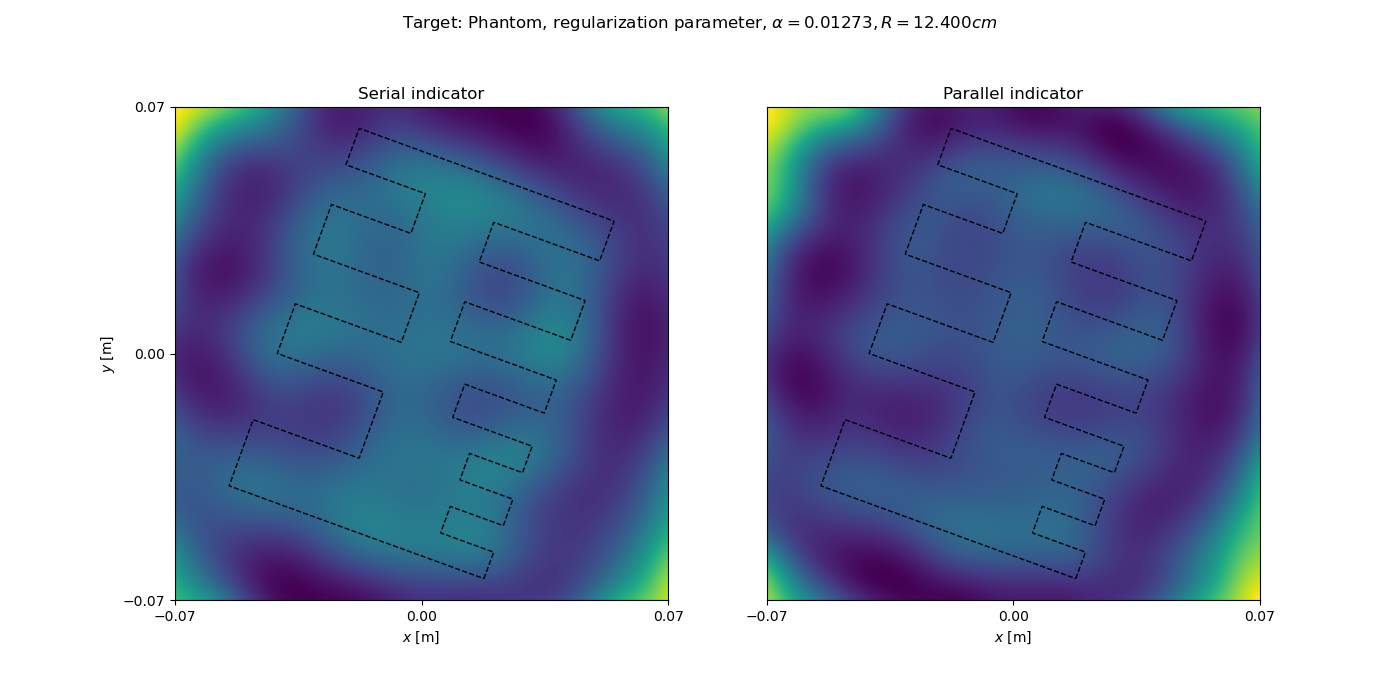 Target: Phantom, regularization parameter, α = 0.01273, R = 12.400cm
Serial indicator
Parallel indicator
0.07
0.00
−0.07
y [m]
−0.07 0.00 0.07
−0.07 0.00 0.07
x [m]
x [m]